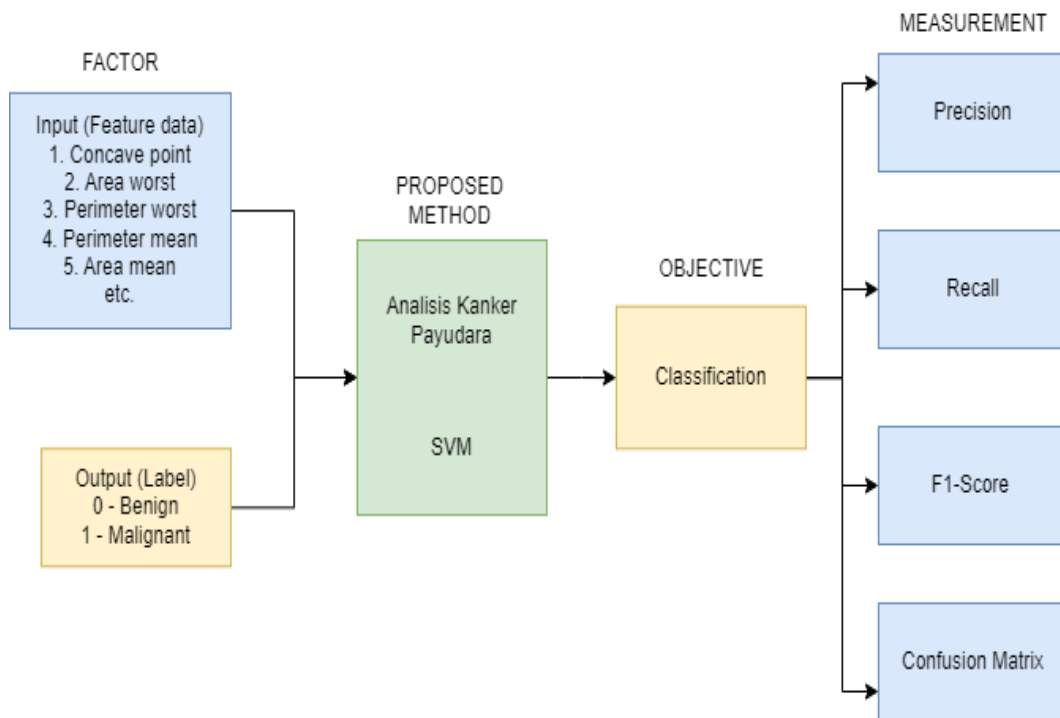 FACTOR
Input (Feature data)
1. Concave point
2. Area worst
3. Perimeter worst
4. Perimeter mean
5. Area mean
etc.
Output (Label)
0 - Benign
1 - Malignant
PROPOSED
METHOD
Analisis Kanker
Payudara
SVM
OBJECTIVE
Classification
MEASUREMENT
Precision
Recall
F1-Score
Confusion Matrix